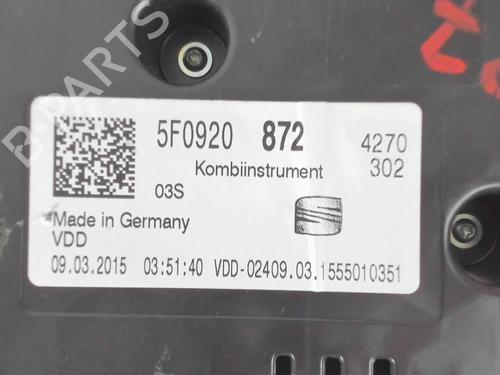 B-PARTS
5F0920 872 4270
Kombiinstrument 302
03S
Made in Germany
VDD
09.03.2015 03:51:40 VDD-02409.03.1555010351